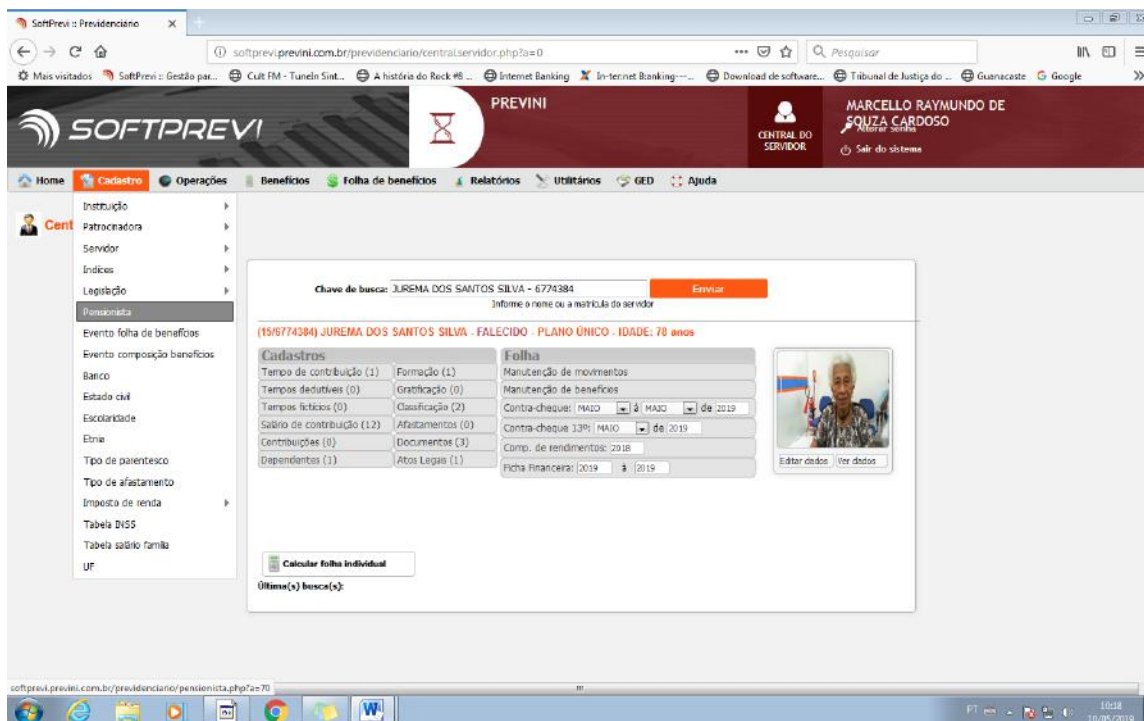 SoftPrevi :: Previdenciário
softprevi.previni.com.br/previdenciario/central.servidor.php?a=0
Pesquisar
Mais visitados SoftPrevi :: Gestão par... Cult FM - TuneIn Sint... A história do Rock #8 ... Internet Banking In-ter.net Banking---... Download de software... Tribunal de Justiça do ... Guanacaste Google
SOFTPREVI
PREVINI
CENTRAL DO
SERVIDOR
MARCELLO RAYMUNDO DE
SOUZA CARDOSO
Alterar senha
Sair do sistema
Home Cadastro Operações Benefícios Folha de benefícios Relatórios Utilitários GED Ajuda
Cent
Instituição
Patrocinadora
Servidor
Indices
Legislação
Pensionista
Evento folha de benefícios
Evento composição benefícios
Banco
Estado civil
Escolaridade
Etnia
Tipo de parentesco
Tipo de afastamento
Imposto de renda
Tabela INSS
Tabela salário família
UF
Chave de busca: JUREMA DOS SANTOS SILVA - 6774384 Enviar
Informe o nome ou a matrícula do servidor
(15/6774384) JUREMA DOS SANTOS SILVA - FALECIDO - PLANO ÚNICO - IDADE: 78 anos
Cadastros
Tempo de contribuição (1) Formação (1)
Tempos dedutíveis (0) Gratificação (0)
Tempos fictícios (0) Classificação (2)
Salário de contribuição (12) Afastamentos (0)
Contribuições (0) Documentos (3)
Dependentes (1) Atos Legais (1)
Folha
Manutenção de movimentos
Manutenção de benefícios
Contra-cheque: MAIO à MAIO de 2019
Contra-cheque 13º: MAIO de 2019
Comp. de rendimentos: 2018
Ficha Financeira: 2019 à 2019
Editar dados Ver dados
Calcular folha individual
Última(s) busca(s):
softprevi.previni.com.br/previdenciario/pensionista.php?a=70
PT
10:18
10/05/2019